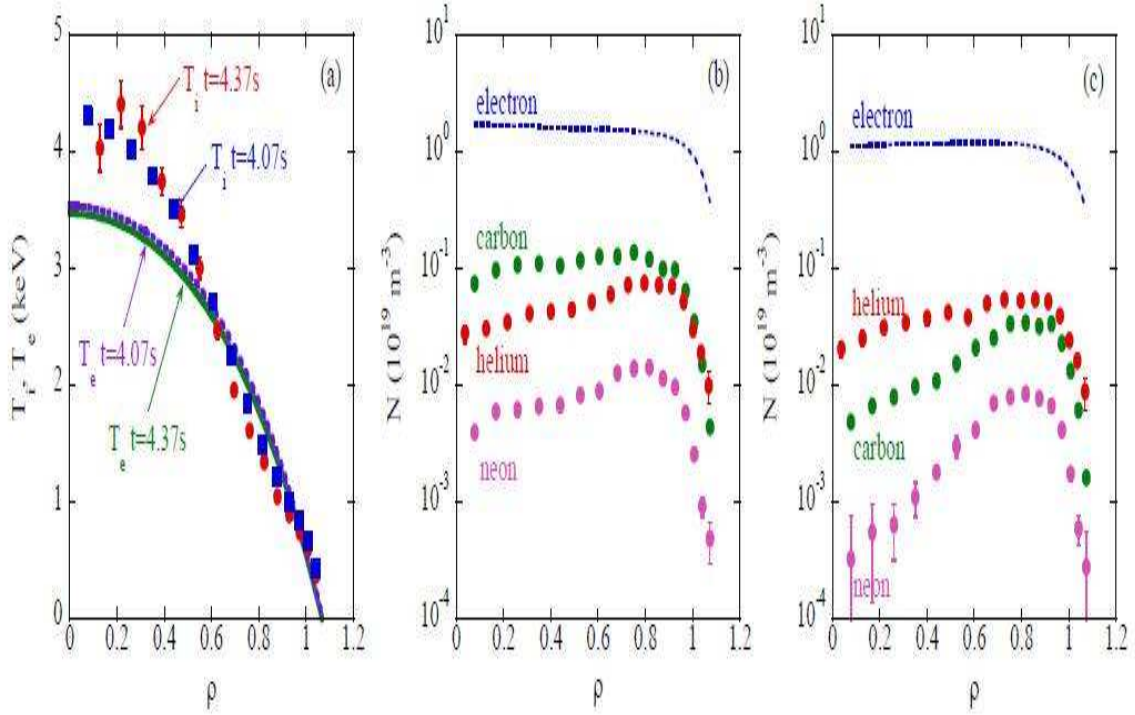 5
4
3
2
1
0
T_i, T_e (keV)
(a)
T_i t=4.37s
T_i t=4.07s
T_e t=4.07s
T_e t=4.37s
0 0.2 0.4 0.6 0.8 1 1.2
ρ
10^1
10^0
10^-1
10^-2
10^-3
10^-4
N (10^19 m^-3)
(b)
electron
carbon
helium
neon
0 0.2 0.4 0.6 0.8 1 1.2
ρ
10^1
10^0
10^-1
10^-2
10^-3
10^-4
N (10^19 m^-3)
(c)
electron
helium
carbon
neon
0 0.2 0.4 0.6 0.8 1 1.2
ρ